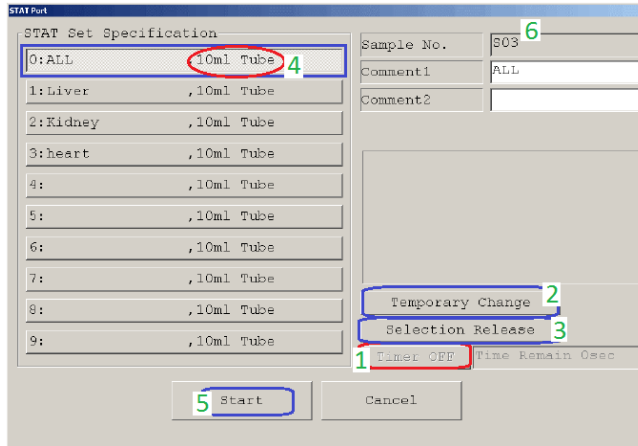 STAT Port
STAT Set Specification
0:ALL ,10ml Tube 4
1:Liver ,10ml Tube
2:Kidney ,10ml Tube
3:heart ,10ml Tube
4: ,10ml Tube
5: ,10ml Tube
6: ,10ml Tube
7: ,10ml Tube
8: ,10ml Tube
9: ,10ml Tube
Sample No. S03 6
Comment1 ALL
Comment2
Temporary Change 2
Selection Release 3
1 Timer OFF Time Remain 0sec
5 Start
Cancel